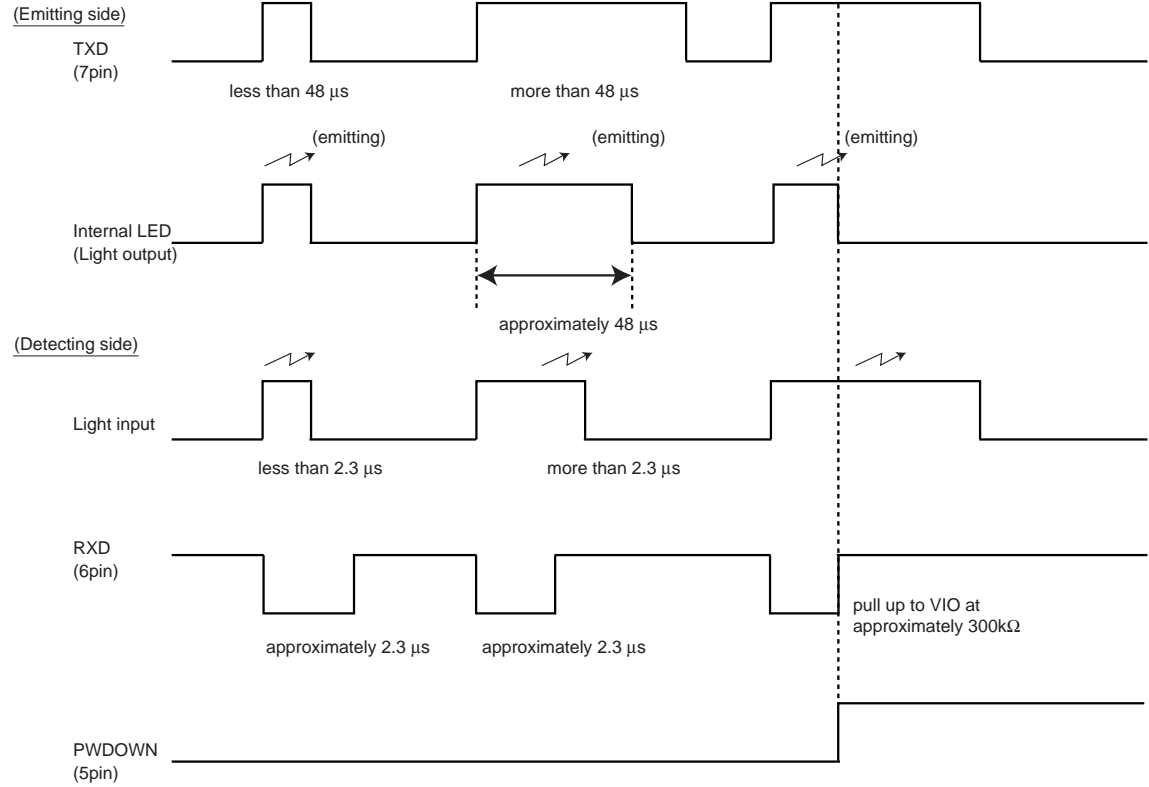 (Emitting side)
TXD
(7pin)
less than 48 μs
more than 48 μs
(emitting)
(emitting)
(emitting)
Internal LED
(Light output)
approximately 48 μs
(Detecting side)
Light input
less than 2.3 μs
more than 2.3 μs
RXD
(6pin)
pull up to VIO at
approximately 300kΩ
approximately 2.3 μs
approximately 2.3 μs
PWDOWN
(5pin)